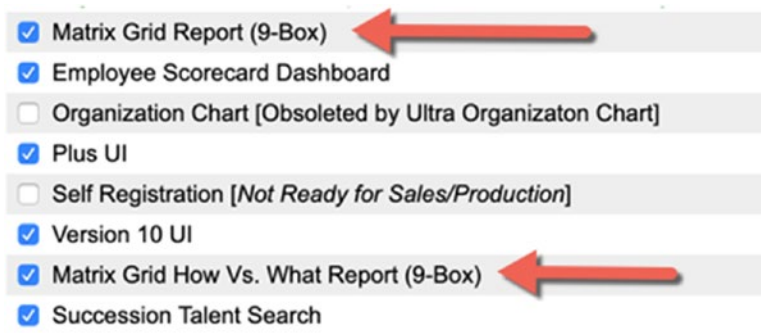 Matrix Grid Report (9-Box)
Employee Scorecard Dashboard
Organization Chart [Obsoleted by Ultra Organizaton Chart]
Plus UI
Self Registration [Not Ready for Sales/Production]
Version 10 UI
Matrix Grid How Vs. What Report (9-Box)
Succession Talent Search